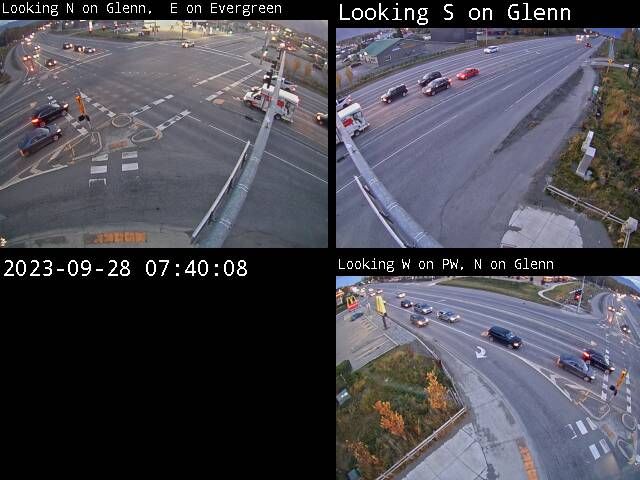 Looking N on Glenn,  E on Evergreen
Looking S on Glenn
2023-09-28 07:40:08
Looking W on PW, N on Glenn